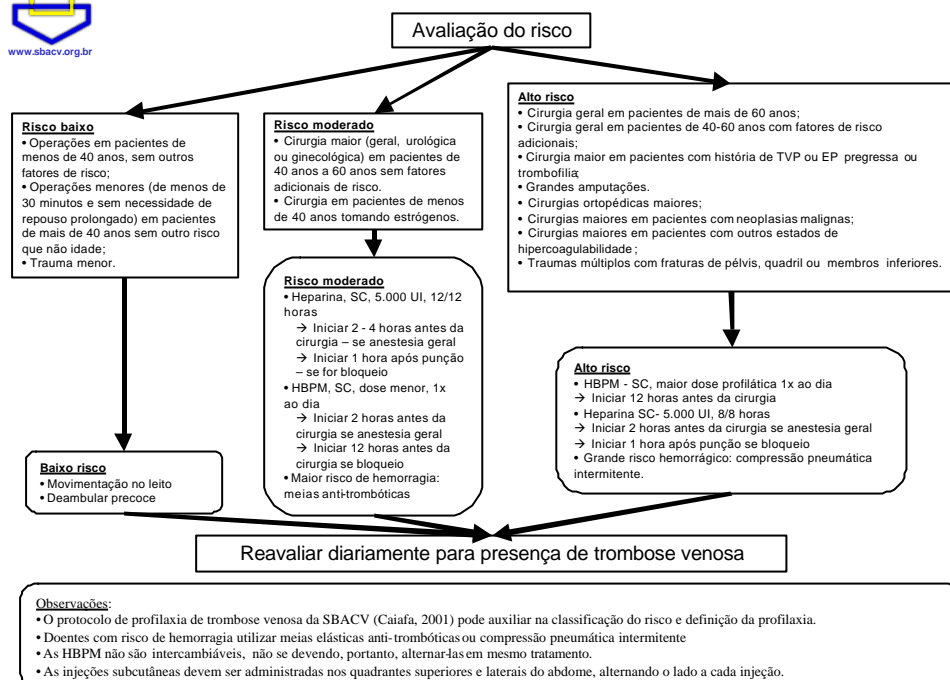 www.sbacv.org.br
Avaliação do risco
Risco baixo
• Operações em pacientes de
menos de 40 anos, sem outros
fatores de risco;
• Operações menores (de menos de
30 minutos e sem necessidade de
repouso prolongado) em pacientes
de mais de 40 anos sem outro risco
que não idade;
• Trauma menor.
Risco moderado
• Cirurgia maior (geral, urológica
ou ginecológica) em pacientes de
40 anos a 60 anos sem fatores
adicionais de risco.
• Cirurgia em pacientes de menos
de 40 anos tomando estrógenos.
Alto risco
• Cirurgia geral em pacientes de mais de 60 anos;
• Cirurgia geral em pacientes de 40-60 anos com fatores de risco
adicionais;
• Cirurgia maior em pacientes com história de TVP ou EP pregressa ou
trombofilia;
• Grandes amputações.
• Cirurgias ortopédicas maiores;
• Cirurgias maiores em pacientes com neoplasias malignas;
• Cirurgias maiores em pacientes com outros estados de
hipercoagulabilidade;
• Traumas múltiplos com fraturas de pélvis, quadril ou membros inferiores.
Baixo risco
• Movimentação no leito
• Deambular precoce
Risco moderado
• Heparina, SC, 5.000 UI, 12/12
horas
→ Iniciar 2 - 4 horas antes da
cirurgia – se anestesia geral
→ Iniciar 1 hora após punção
– se for bloqueio
• HBPM, SC, dose menor, 1x
ao dia
→ Iniciar 2 horas antes da
cirurgia se anestesia geral
→ Iniciar 12 horas antes da
cirurgia se bloqueio
• Maior risco de hemorragia:
meias anti-trombóticas
Alto risco
• HBPM - SC, maior dose profilática 1x ao dia
→ Iniciar 12 horas antes da cirurgia
• Heparina SC- 5.000 UI, 8/8 horas
→ Iniciar 2 horas antes da cirurgia se anestesia geral
→ Iniciar 1 hora após punção se bloqueio
• Grande risco hemorrágico: compressão pneumática
intermitente.
Reavaliar diariamente para presença de trombose venosa
Observações:
• O protocolo de profilaxia de trombose venosa da SBACV (Caiafa, 2001) pode auxiliar na classificação do risco e definição da profilaxia.
• Doentes com risco de hemorragia utilizar meias elásticas anti-trombóticas ou compressão pneumática intermitente
• As HBPM não são intercambiáveis, não se devendo, portanto, alternar-las em mesmo tratamento.
• As injeções subcutâneas devem ser administradas nos quadrantes superiores e laterais do abdome, alternando o lado a cada injeção.